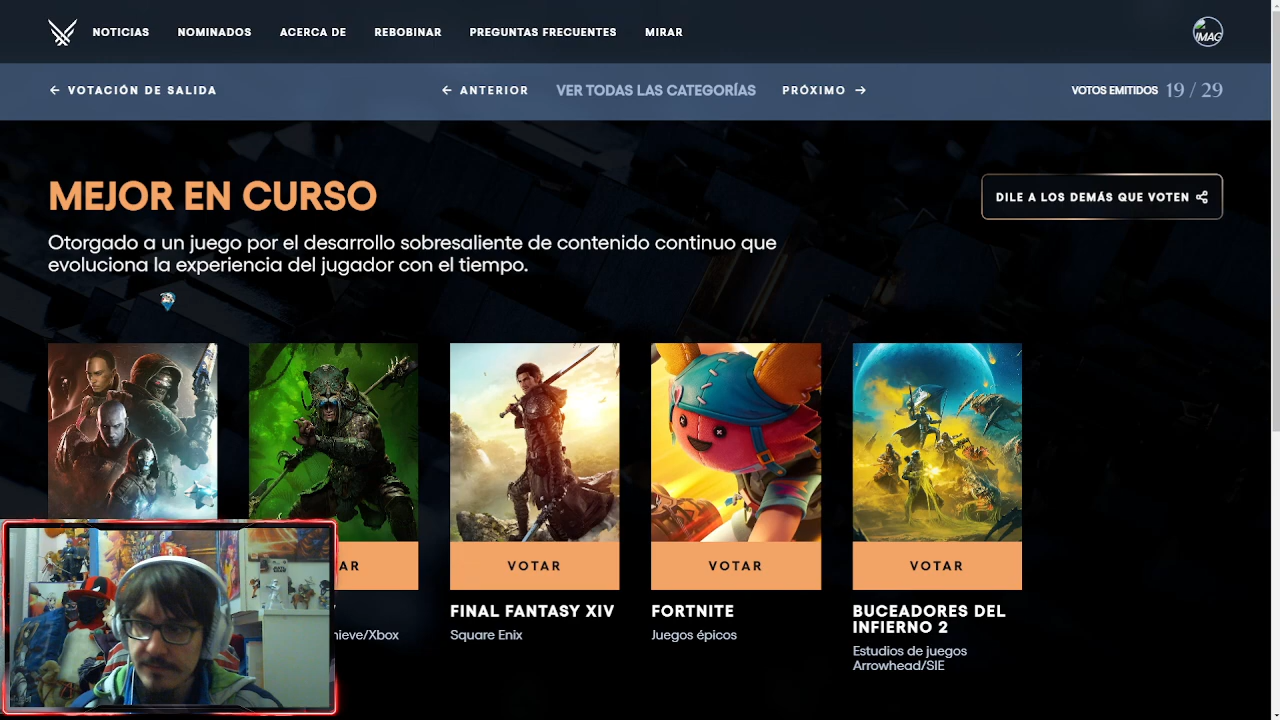 NOTICIAS NOMINADOS ACERCA DE REBOBINAR PREGUNTAS FRECUENTES MIRAR
IMAG
← VOTACIÓN DE SALIDA ← ANTERIOR VER TODAS LAS CATEGORÍAS PRÓXIMO → VOTOS EMITIDOS 19 / 29
MEJOR EN CURSO
DILE A LOS DEMÁS QUE VOTEN
Otorgado a un juego por el desarrollo sobresaliente de contenido continuo que
evoluciona la experiencia del jugador con el tiempo.
AR VOTAR VOTAR VOTAR
FINAL FANTASY XIV
Square Enix
FORTNITE
Juegos épicos
BUCEADORES DEL
INFIERNO 2
Estudios de juegos
Arrowhead/SIE
nieve/Xbox